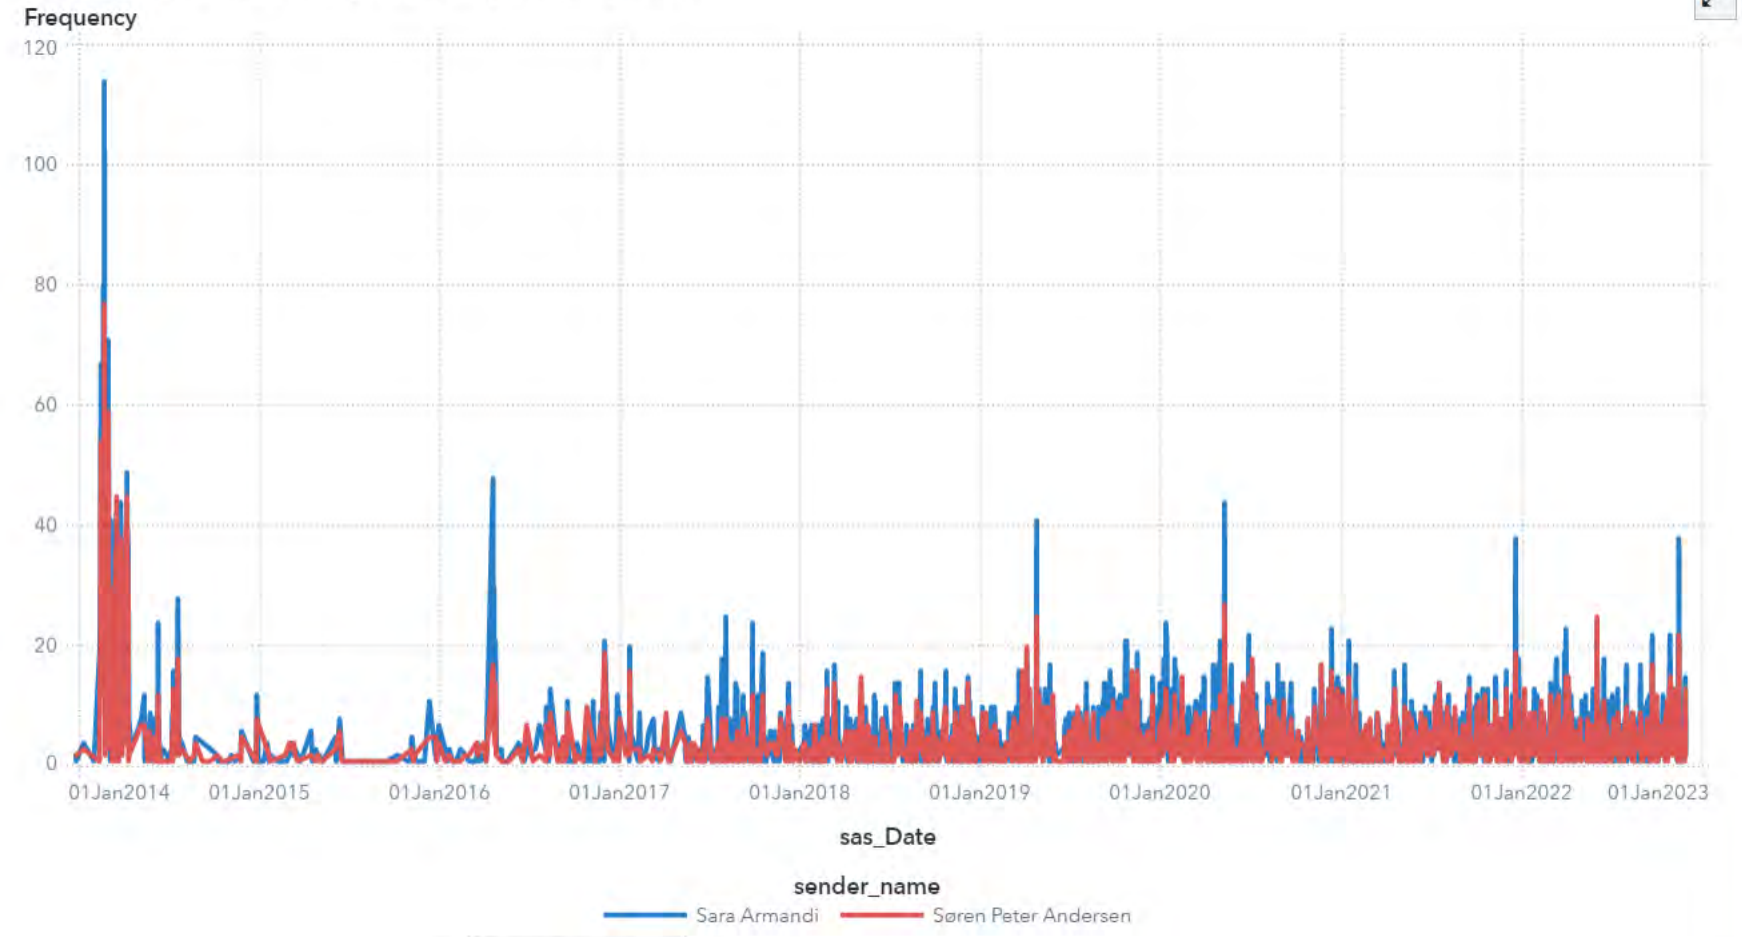 Frequency
120
100
80
60
40
20
0
01Jan2014 01Jan2015 01Jan2016 01Jan2017 01Jan2018 01Jan2019 01Jan2020 01Jan2021 01Jan2022 01Jan2023
sas_Date
sender_name
Sara Armandi Søren Peter Andersen